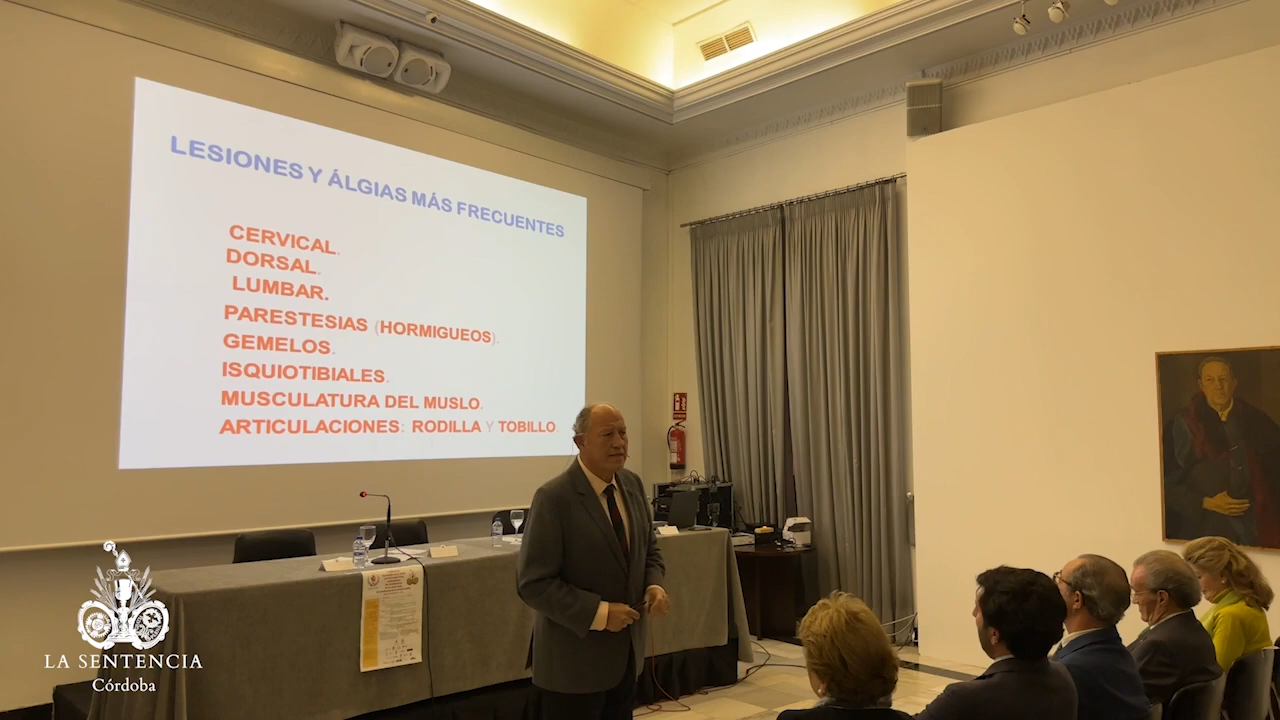 LESIONES Y ÁLGIAS MÁS FRECUENTES
CERVICAL.
DORSAL.
LUMBAR.
PARESTESIAS (HORMIGUEOS).
GEMELOS.
ISQUIOTIBIALES.
MUSCULATURA DEL MUSLO.
ARTICULACIONES: RODILLA Y TOBILLO.
LA SENTENCIA
Córdoba